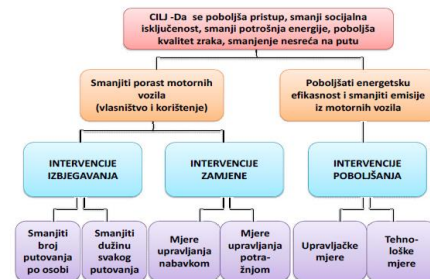 CILJ -Da se poboljša pristup, smanji socijalna
isključenost, smanji potrošnja energije, poboljša
kvalitet zraka, smanjenje nesreća na putu
Smanjiti porast motornih
vozila
(vlasništvo i korištenje)
Poboljšati energetsku
efikasnost i smanjiti emisije
iz motornih vozila
INTERVENCIJE
IZBJEGAVANJA
INTERVENCIJE
ZAMJENE
INTERVENCIJE
POBOLJŠANJA
Smanjiti
broj
putovanja
po osobi
Smanjiti
dužinu
svakog
putovanja
Mjere
upravljanja
nabavkom
Mjere
upravljanja
potra-
žnjom
Upravljačke
mjere
Tehno-
loške
mjere